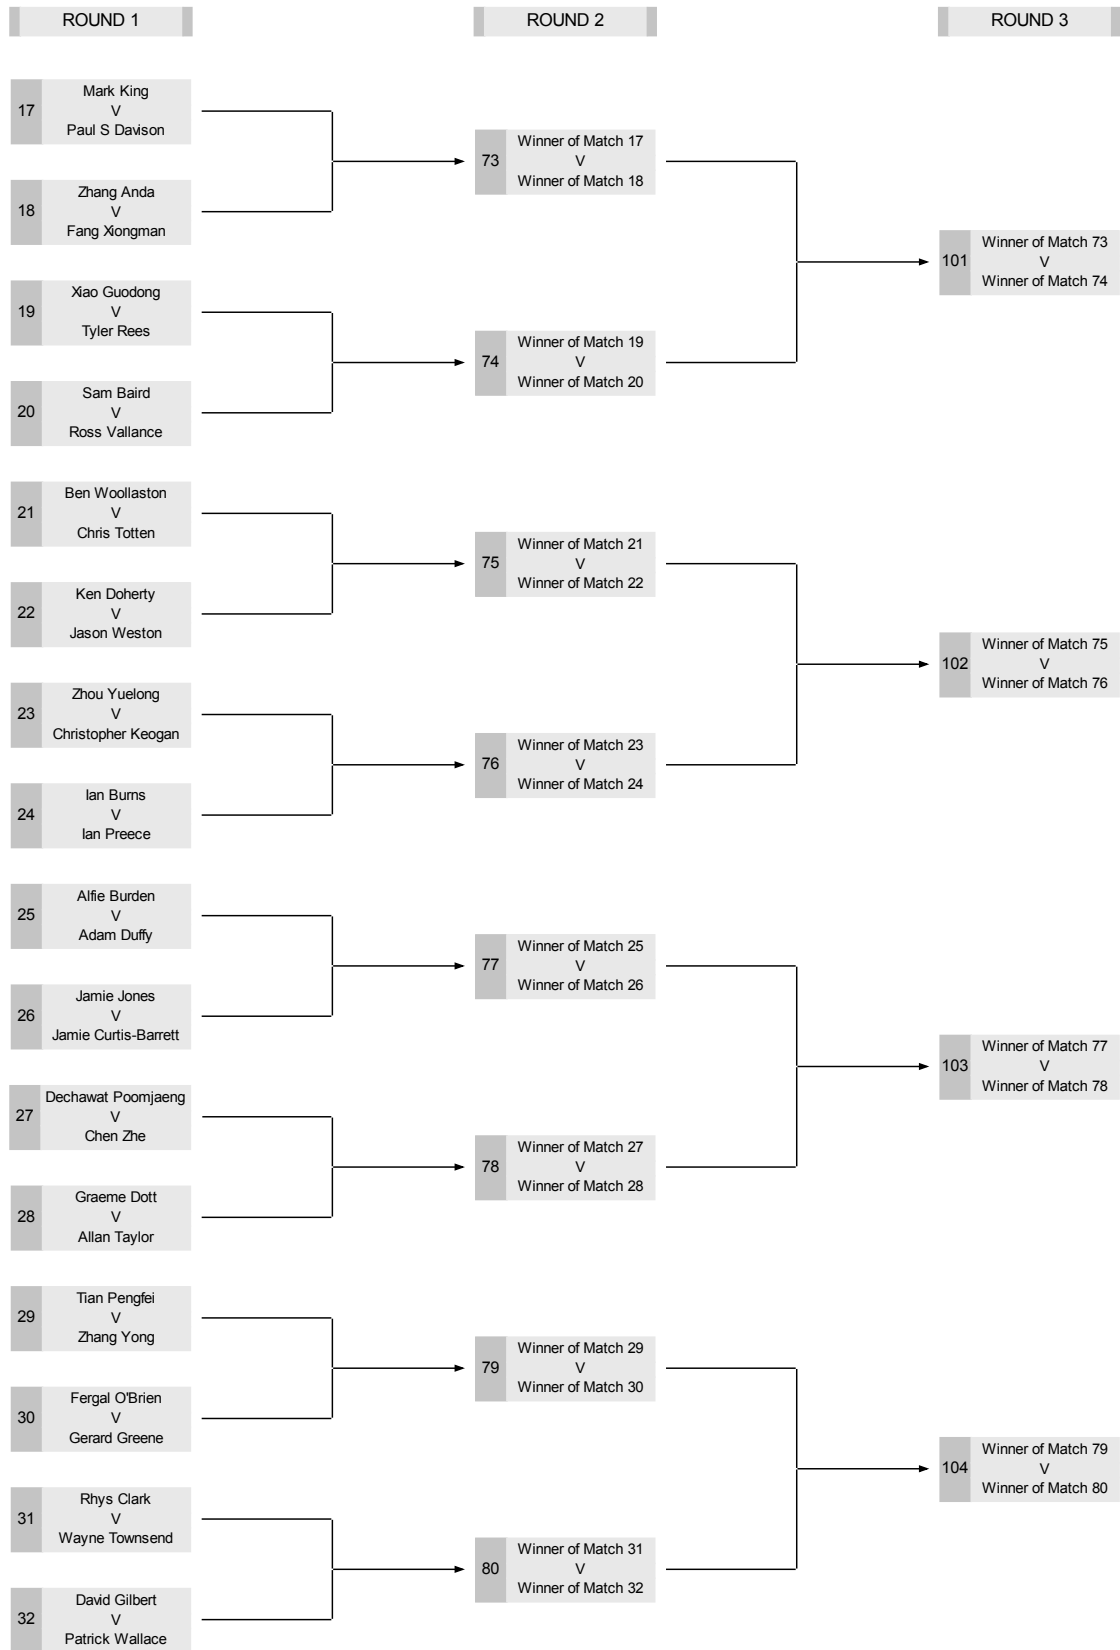 ROUND 1
ROUND 2
ROUND 3
17
Mark King
V
Paul S Davison
18
Zhang Anda
V
Fang Xiongman
19
Xiao Guodong
V
Tyler Rees
20
Sam Baird
V
Ross Vallance
21
Ben Woollaston
V
Chris Totten
22
Ken Doherty
V
Jason Weston
23
Zhou Yuelong
V
Christopher Keogan
24
Ian Burns
V
Ian Preece
25
Alfie Burden
V
Adam Duffy
26
Jamie Jones
V
Jamie Curtis-Barrett
27
Dechawat Poomjaeng
V
Chen Zhe
28
Graeme Dott
V
Allan Taylor
29
Tian Pengfei
V
Zhang Yong
30
Fergal O'Brien
V
Gerard Greene
31
Rhys Clark
V
Wayne Townsend
32
David Gilbert
V
Patrick Wallace
73
Winner of Match 17
V
Winner of Match 18
74
Winner of Match 19
V
Winner of Match 20
75
Winner of Match 21
V
Winner of Match 22
76
Winner of Match 23
V
Winner of Match 24
77
Winner of Match 25
V
Winner of Match 26
78
Winner of Match 27
V
Winner of Match 28
79
Winner of Match 29
V
Winner of Match 30
80
Winner of Match 31
V
Winner of Match 32
101
Winner of Match 73
V
Winner of Match 74
102
Winner of Match 75
V
Winner of Match 76
103
Winner of Match 77
V
Winner of Match 78
104
Winner of Match 79
V
Winner of Match 80